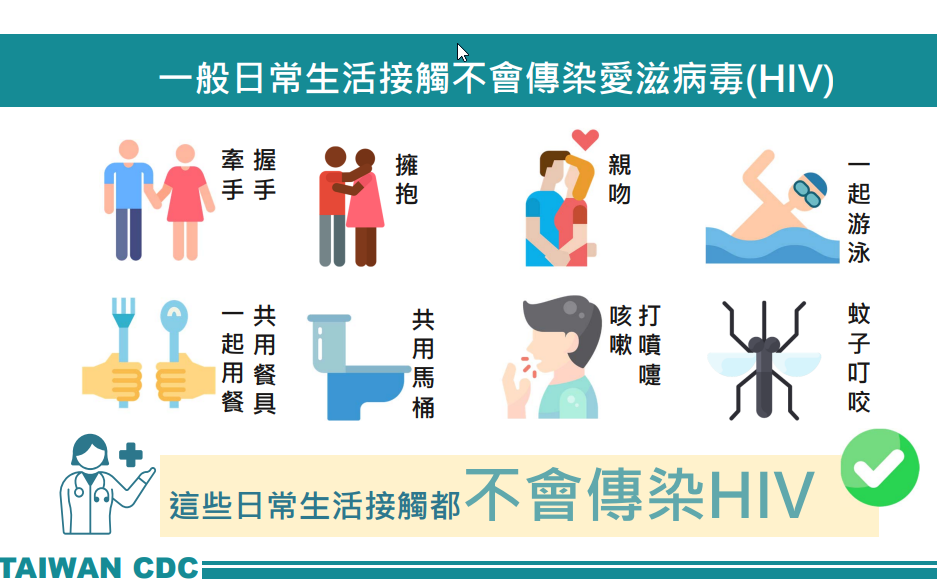 一般日常生活接觸不會傳染愛滋病毒(HIV)
握手
牽手
擁抱
親吻
一起游泳
共用餐具
一起用餐
共用馬桶
打噴嚏
咳嗽
蚊子叮咬
這些日常生活接觸都不會傳染HIV
TAIWAN CDC